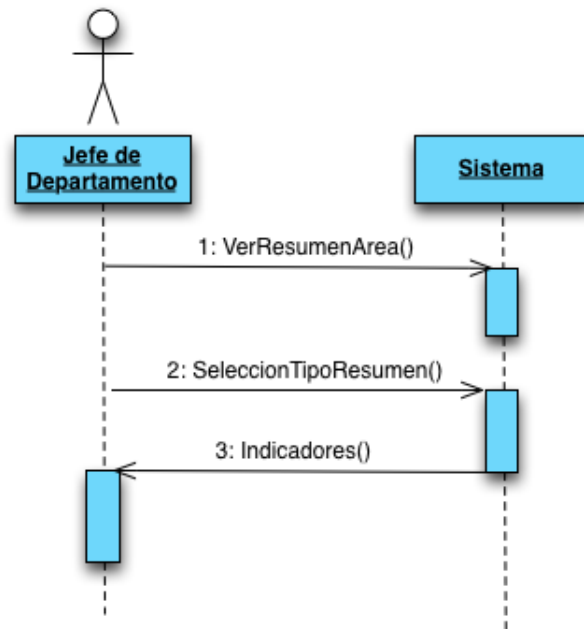 Jefe de
Departamento
Sistema
1: VerResumenArea()
2: SeleccionTipoResumen()
3: Indicadores()